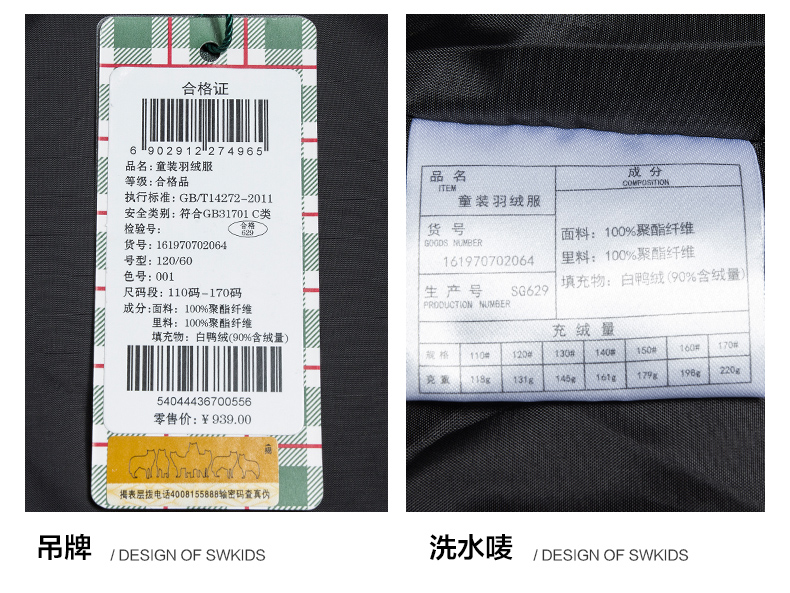 合格证
6 902912 274965
品名: 童装羽绒服
等级: 合格品
执行标准: GB/T14272-2011
安全类别: 符合GB31701 C类
检验号:
合格
629
货号: 161970702064
号型: 120/60
色号: 001
尺码段: 110码-170码
成分: 面料: 100%聚酯纤维
里料: 100%聚酯纤维
填充物: 白鸭绒(90%含绒量)
54044436700556
零售价: ¥ 939.00
揭表层拨电话4008155888输密码查真伪
品 名
ITEM
童装羽绒服
成 分
COMPOSITION
货 号
GOODS NUMBER
161970702064
面料: 100%聚酯纤维
里料: 100%聚酯纤维
填充物: 白鸭绒(90%含绒量)
生 产 号 SG629
PRODUCTION NUMBER
充 绒 量
规格 110# 120# 130# 140# 150# 160# 170#
克重 118g 131g 145g 161g 179g 198g 220g
吊牌 / DESIGN OF SWKIDS
洗水唛 / DESIGN OF SWKIDS